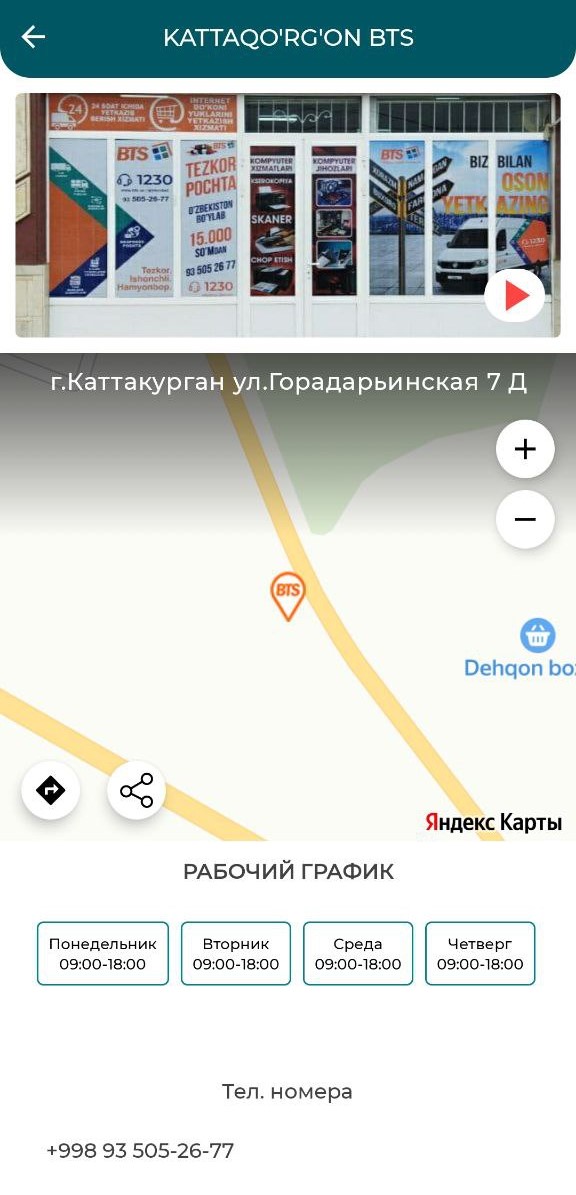 KATTAQO'RG'ON BTS
24 SOAT ICHIDA
YETKAZIB
BERISH XIZMATI
INTERNET
DO'KONI
YUKLARINI
YETKAZISH
XIZMATI
BTS
1230
93 505-26-77
Tezkor.
Ishonchli.
Hamyonbop.
BTS
TEZKOR
POCHTA
O'ZBEKISTON
BO'YLAB
15.000
SO'MDAN
93 505 26 77
1230
KOMPYUTER
XIZMATLARI
KSEROKOPIYA
SKANER
CHOP ETISH
KOMPYUTER
JIHOZLARI
BTS
BIZ BILAN
OSON
YETKAZING
1230
г.Каттакурган ул.Горадарьинская 7 Д
+
−
BTS
Dehqon bo
Яндекс Карты
РАБОЧИЙ ГРАФИК
Понедельник
09:00-18:00
Вторник
09:00-18:00
Среда
09:00-18:00
Четверг
09:00-18:00
Тел. номера
+998 93 505-26-77